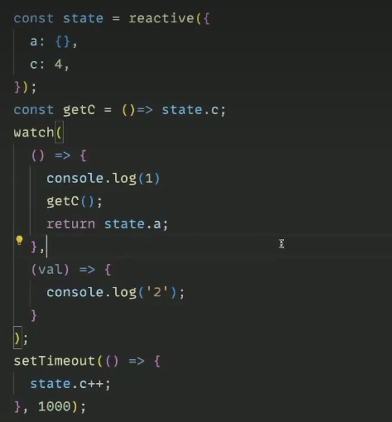 const state = reactive({
  a: {},
  c: 4,
});
const getC = ()=> state.c;
watch(
  () => {
    console.log(1)
    getC();
    return state.a;
  },
  (val) => {
    console.log('2');
  }
);
setTimeout(() => {
  state.c++;
}, 1000);